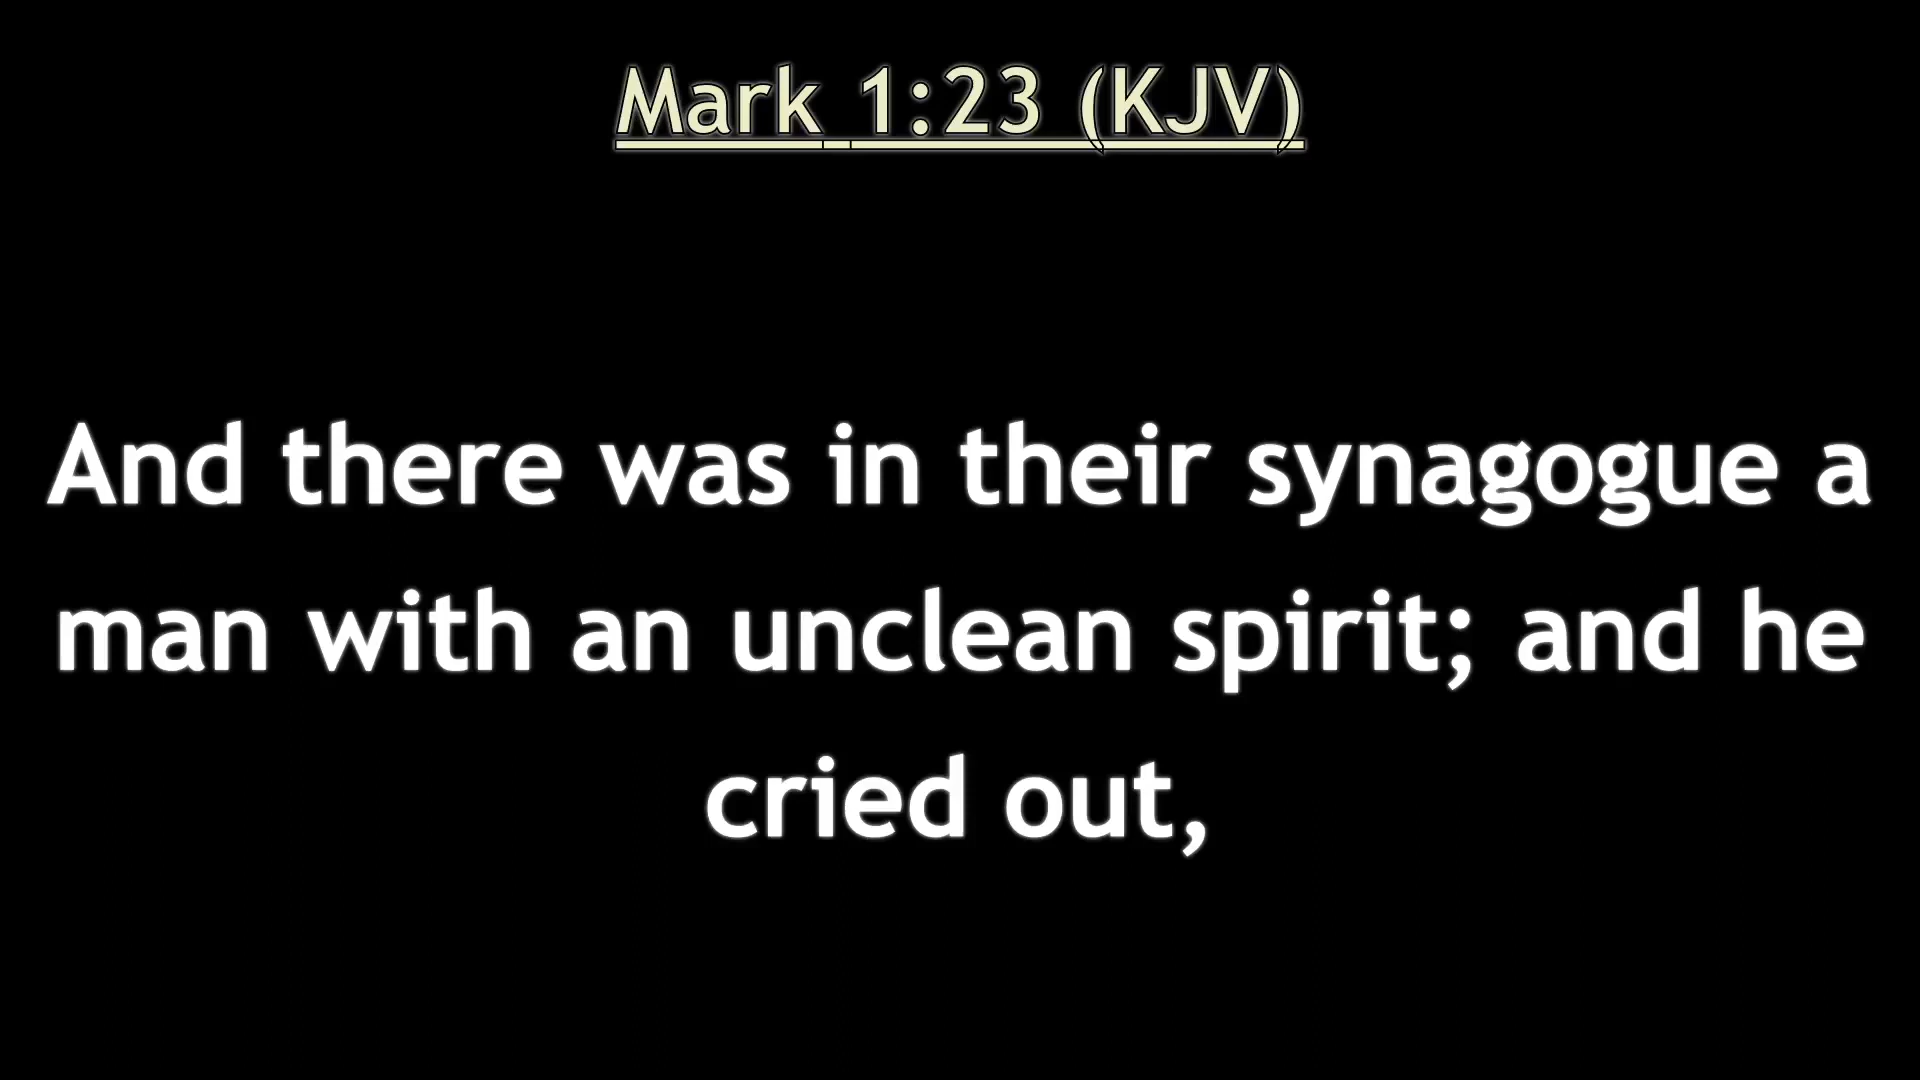 Mark 1:23 (KJV)
And there was in their synagogue a
man with an unclean spirit; and he
cried out,